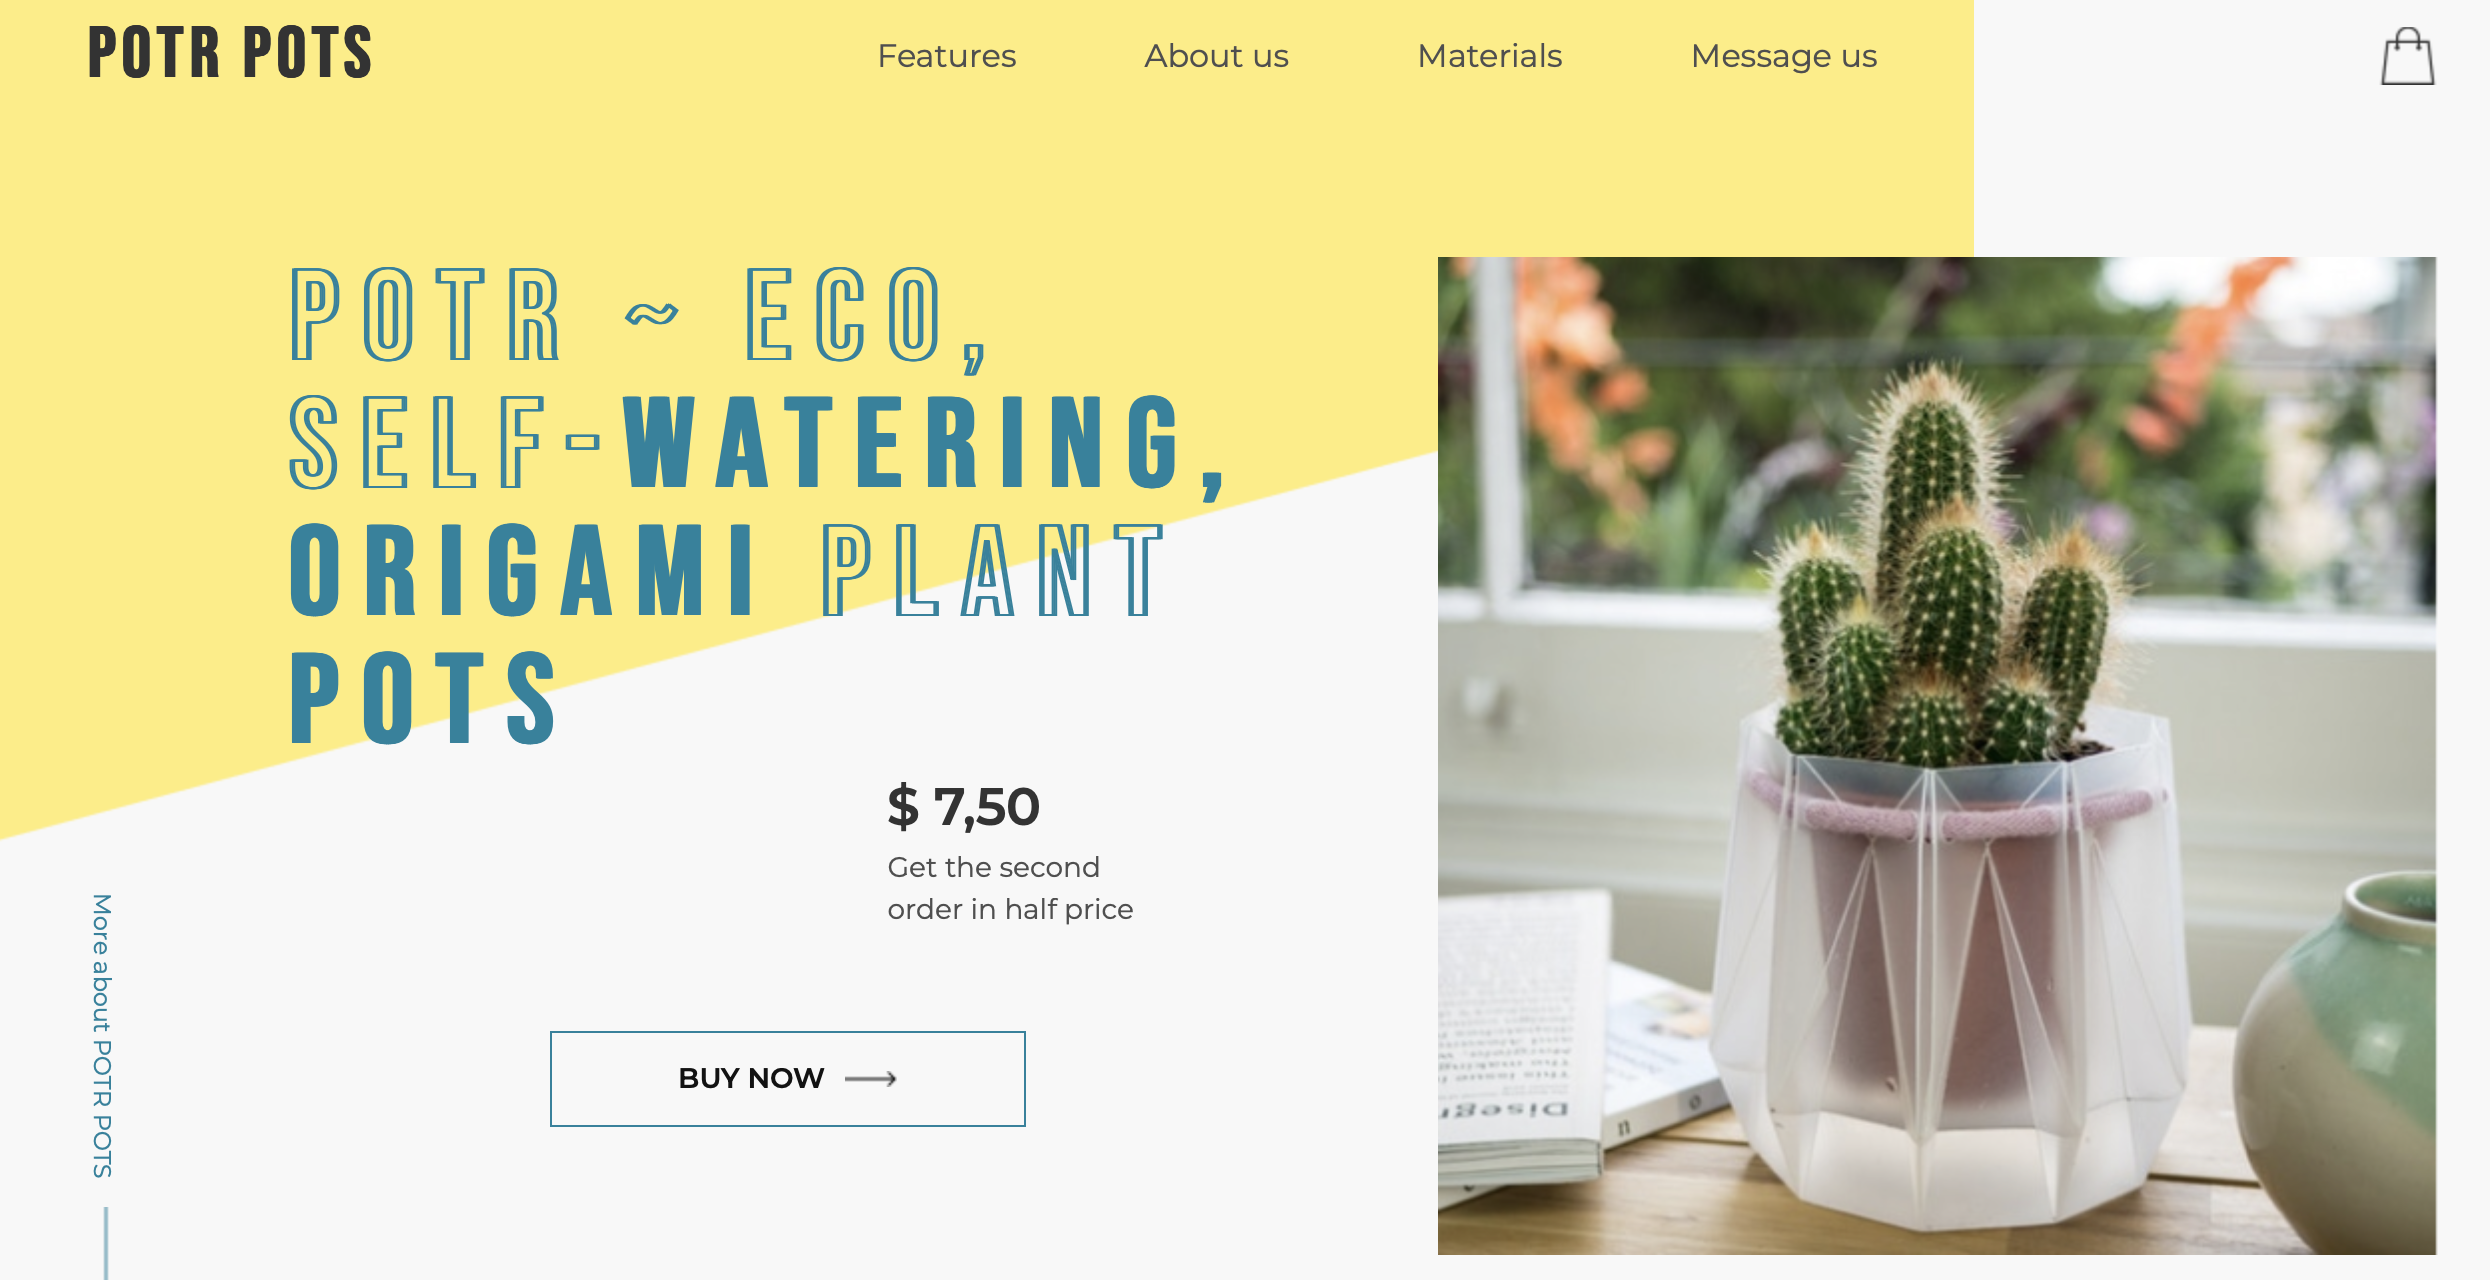 POTR POTS
Features
About us
Materials
Message us
POTR ~ ECO,
SELF-WATERING,
ORIGAMI PLANT
POTS
$ 7,50
Get the second
order in half price
More about POTR POTS
BUY NOW